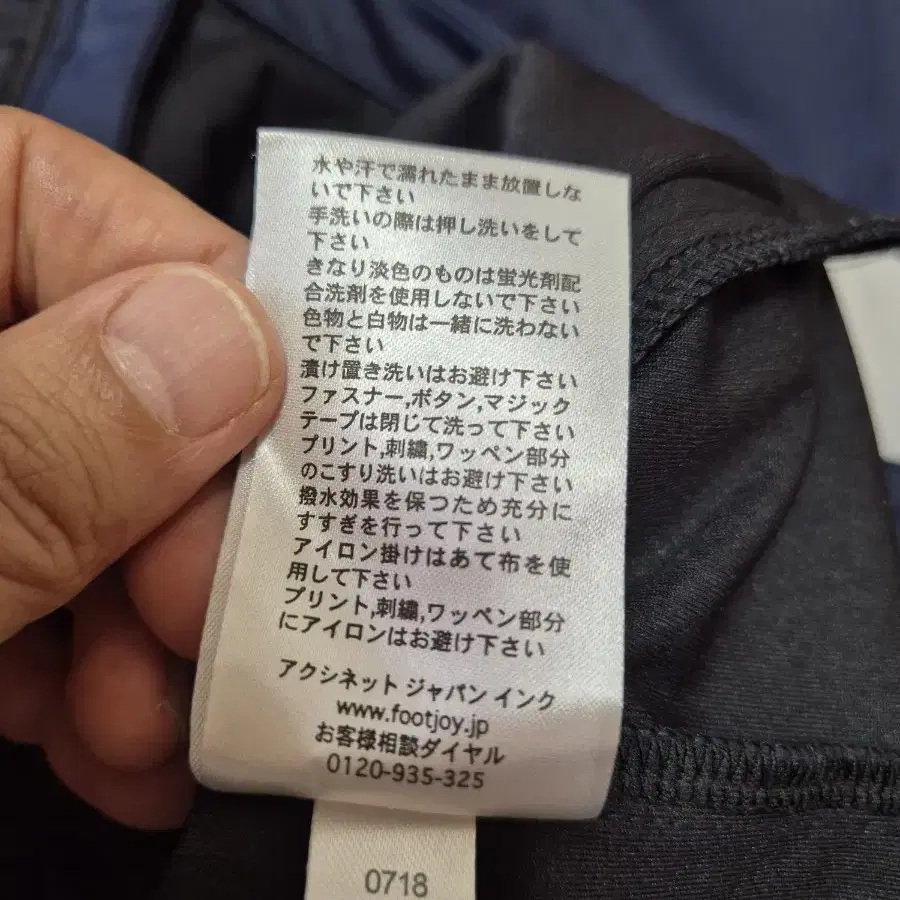 水や汗で濡れたまま放置しな
いで下さい
手洗いの際は押し洗いをして
下さい
きなり淡色のものは蛍光剤配
合洗剤を使用しないで下さい
色物と白物は一緒に洗わない
で下さい
漬け置き洗いはお避け下さい
ファスナー,ボタン,マジック
テープは閉じて洗って下さい
プリント,刺繍,ワッペン部分
のこすり洗いはお避け下さい
撥水効果を保つため充分に
すすぎを行って下さい
アイロン掛けはあて布を使
用して下さい
プリント,刺繍,ワッペン部分
にアイロンはお避け下さい
アクシネット ジャパン インク
www.footjoy.jp
お客様相談ダイヤル
0120-935-325
0718